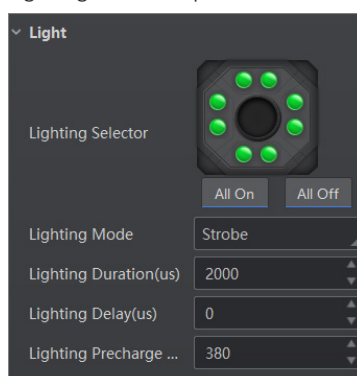 Light
Lighting Selector
All On All Off
Lighting Mode Strobe
Lighting Duration(us) 2000
Lighting Delay(us) 0
Lighting Precharge ... 380